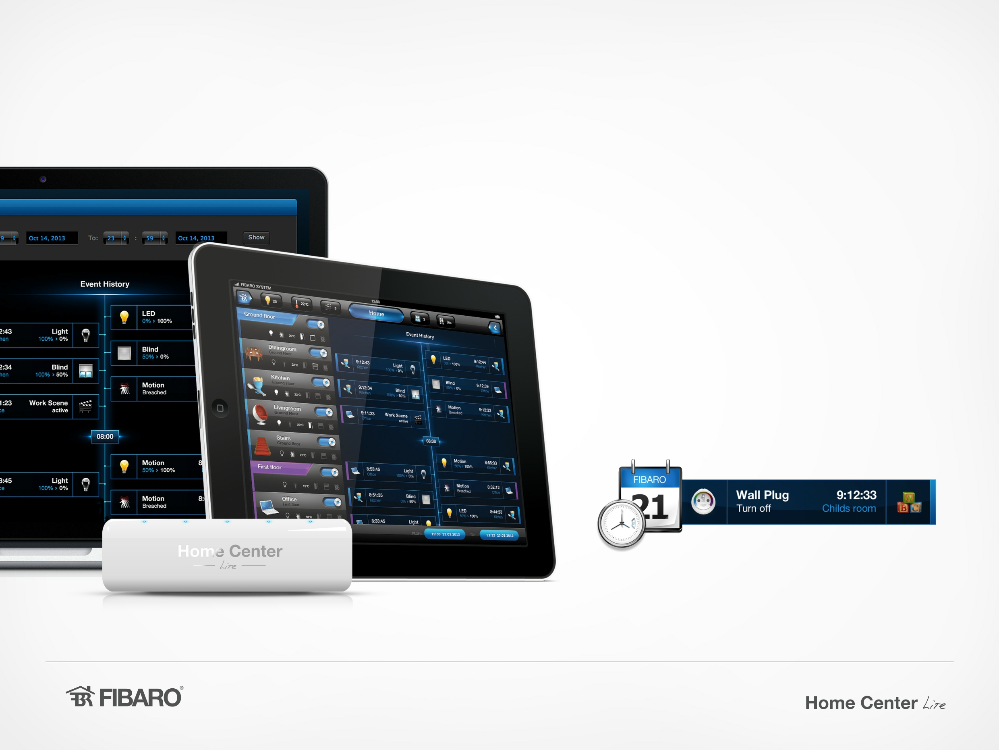 9
Oct 14, 2013
To:
23
:
59
Oct 14, 2013
Show
Event History
LED
0% › 100%
2:43
hen
Light
100% › 0%
Blind
50% › 0%
2:34
hen
Blind
100% › 50%
Motion
Breached
1:23
ce
Work Scene
active
08:00
Motion
50% › 100%
8
3:45
ce
Light
100% › 0%
Motion
Breached
8:
FIBARO SYSTEM
13:08
25
22°C
2
Home
2
Dis
Ground floor
20°C
Diningroom
Ground Floor
22°C
Kitchen
Ground Floor
23°C
Livingroom
Ground Floor
20°C
Stairs
Ground floor
21°C
First floor
19°C
Office
First floor
18°C
Event History
LED
0% › 100%
9:12:44
Kitchen
9:12:43
Kitchen
Light
100% › 0%
Blind
50% › 0%
9:12:39
Office
9:12:34
Kitchen
Blind
100% › 50%
Motion
Breached
9:12:33
Kitchen
9:11:23
Office
Work Scene
active
08:00
Motion
50% › 100%
8:55:33
Kitchen
8:53:45
Office
Light
100% › 0%
Motion
Breached
8:52:12
Office
8:51:35
Kitchen
Blind
0% › 50%
LED
50% › 100%
8:44:23
Kicten
8:33:45
Light
FROM:
19:30 23.03.2013
TO:
21:22 23.03.2013
Home Center
Lite
FIBARO
21
Wall Plug
Turn off
9:12:33
Childs room
A
B
C
FIBARO®
Home Center Lite